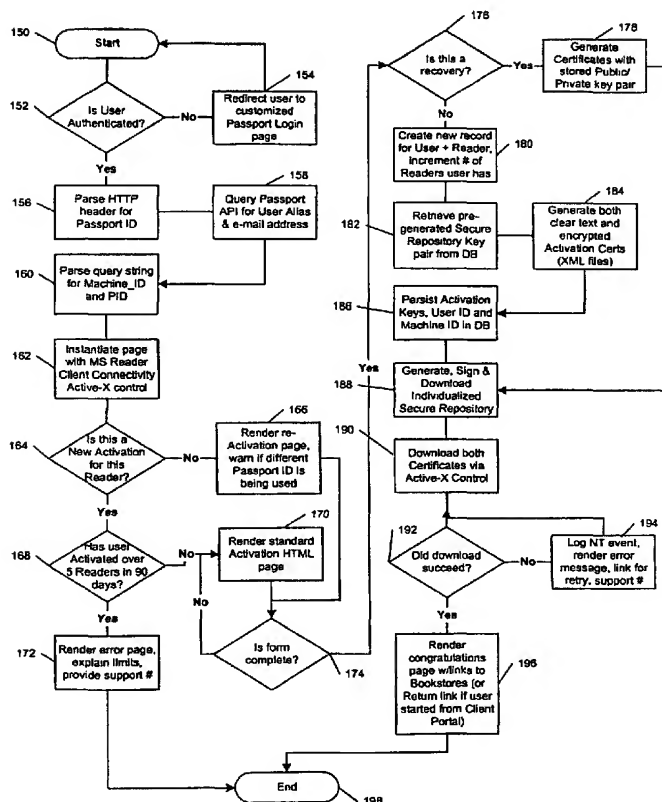 150
Start
152
Is User
Authenticated?
No
154
Redirect user to
customized
Passport Login
page
Yes
156
Parse HTTP
header for
Passport ID
158
Query Passport
API for User Alias
& e-mail address
160
Parse query string
for Machine_ID
and PID
162
Instantiate page
with MS Reader
Client Connectivity
Active-X control
164
Is this a
New Activation
for this
Reader?
No
166
Render re-
Activation page,
warn if different
Passport ID is
being used
Yes
168
Has user
Activated over
5 Readers in 90
days?
No
170
Render standard
Activation HTML
page
No
Yes
172
Render error page,
explain limits,
provide support #
Is form
complete?
174
Yes
176
Is this a
recovery?
Yes
178
Generate
Certificates with
stored Public/
Private key pair
No
Create new record
for User + Reader,
Increment # of
Readers user has
180
182
Retrieve pre-
generated Secure
Repository Key
pair from DB
184
Generate both
clear text and
encrypted
Activation Certs
(XML files)
186
Persist Activation
Keys, User ID and
Machine ID in DB
188
Generate, Sign &
Download
Individualized
Secure Repository
190
Download both
Certificates via
Active-X Control
192
Did download
succeed?
No
194
Log NT event,
render error
message, link for
retry, support #
Yes
Render
congratulations
page w/links to
Bookstores (or
Return link if user
started from Client
Portal)
196
End
198